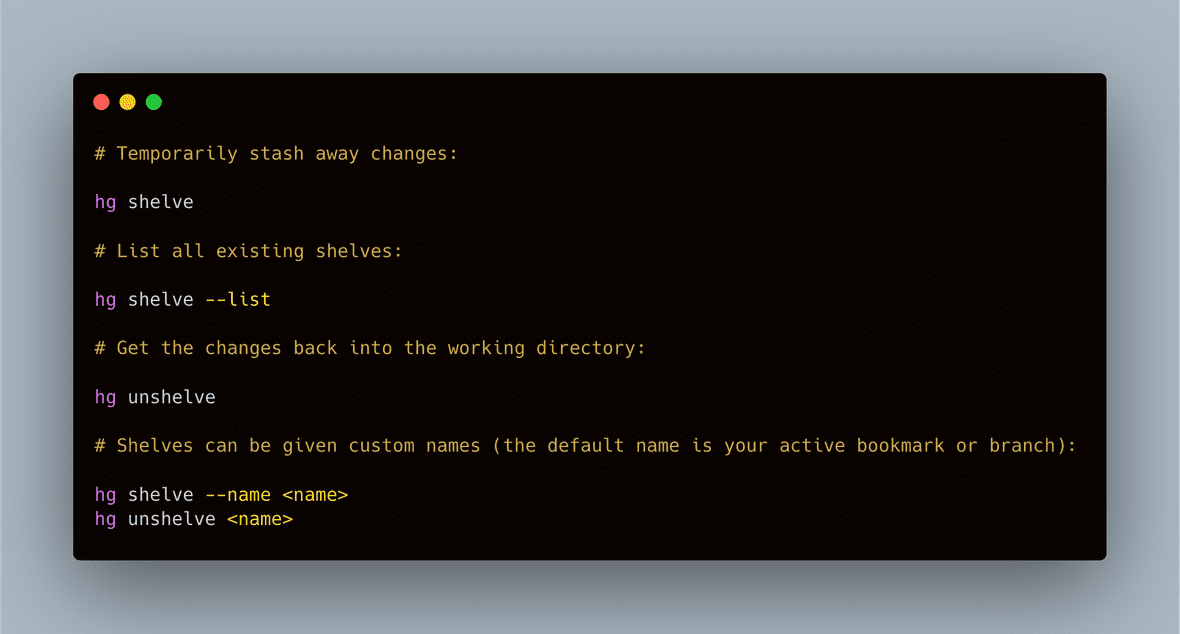 # Temporarily stash away changes:
hg shelve
# List all existing shelves:
hg shelve --list
# Get the changes back into the working directory:
hg unshelve
# Shelves can be given custom names (the default name is your active bookmark or branch):
hg shelve --name <name>
hg unshelve <name>